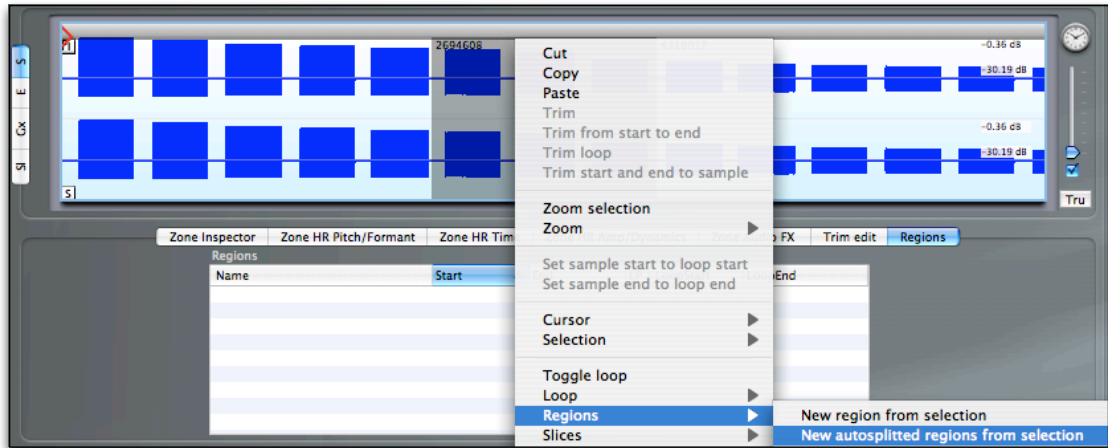 S
E
Gx
Sl
S
2694608
-0.36 dB
-30.19 dB
-0.36 dB
-30.19 dB
Tru
Cut
Copy
Paste
Trim
Trim from start to end
Trim loop
Trim start and end to sample
Zoom selection
Zoom
Set sample start to loop start
Set sample end to loop end
Cursor
Selection
Toggle loop
Loop
Regions
Slices
New region from selection
New autosplitted regions from selection
Zone Inspector
Zone HR Pitch/Formant
Zone HR Tim
FX
Trim edit
Regions
Regions
Name
Start
End